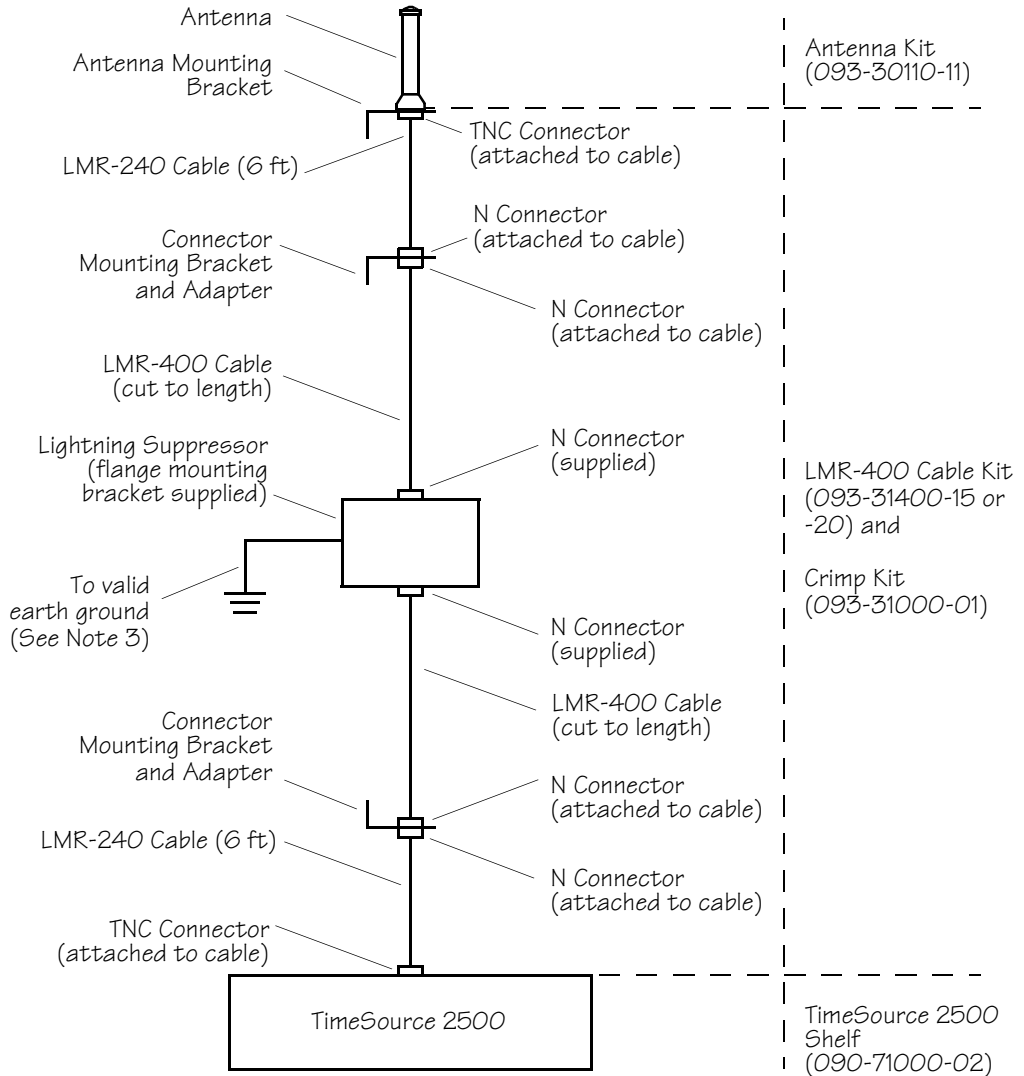 Antenna
Antenna Mounting
Bracket
Antenna Kit
(093-30110-11)
TNC Connector
(attached to cable)
LMR-240 Cable (6 ft)
N Connector
(attached to cable)
Connector
Mounting Bracket
and Adapter
N Connector
(attached to cable)
LMR-400 Cable
(cut to length)
N Connector
(supplied)
Lightning Suppressor
(flange mounting
bracket supplied)
LMR-400 Cable Kit
(093-31400-15 or
-20) and
Crimp Kit
(093-31000-01)
To valid
earth ground
(See Note 3)
N Connector
(supplied)
LMR-400 Cable
(cut to length)
Connector
Mounting Bracket
and Adapter
N Connector
(attached to cable)
LMR-240 Cable (6 ft)
N Connector
(attached to cable)
TNC Connector
(attached to cable)
TimeSource 2500
TimeSource 2500
Shelf
(090-71000-02)